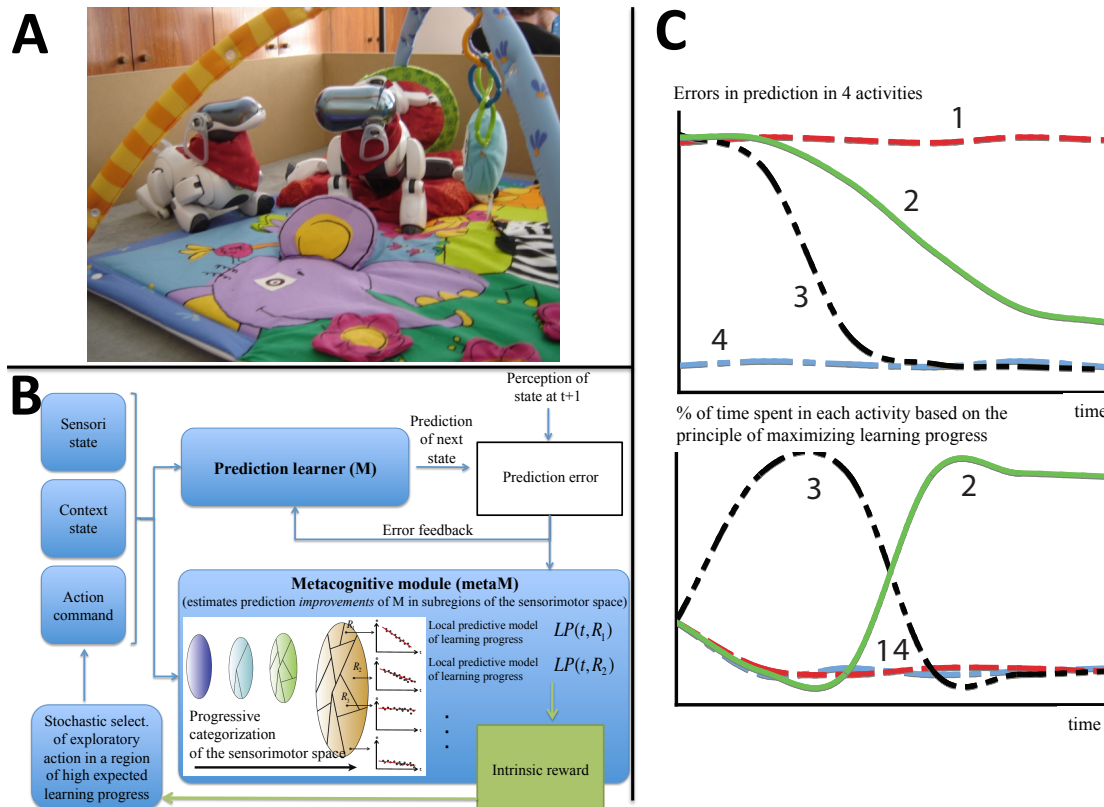 A
B
Sensori
state
Context
state
Action
command
Stochastic select.
of exploratory
action in a region
of high expected
learning progress
Prediction learner (M)
Prediction
of next
state
Perception of
state at t+1
Prediction error
Error feedback
Metacognitive module (metaM)
(estimates prediction improvements of M in subregions of the sensorimotor space)
Progressive
categorization
of the sensorimotor space
R₂
Local predictive model
of learning progress
LP(t, R₁)
Local predictive model
of learning progress
LP(t, R₂)
Intrinsic reward
C
Errors in prediction in 4 activities
1
2
3
4
time
% of time spent in each activity based on the
principle of maximizing learning progress
3
2
14
time